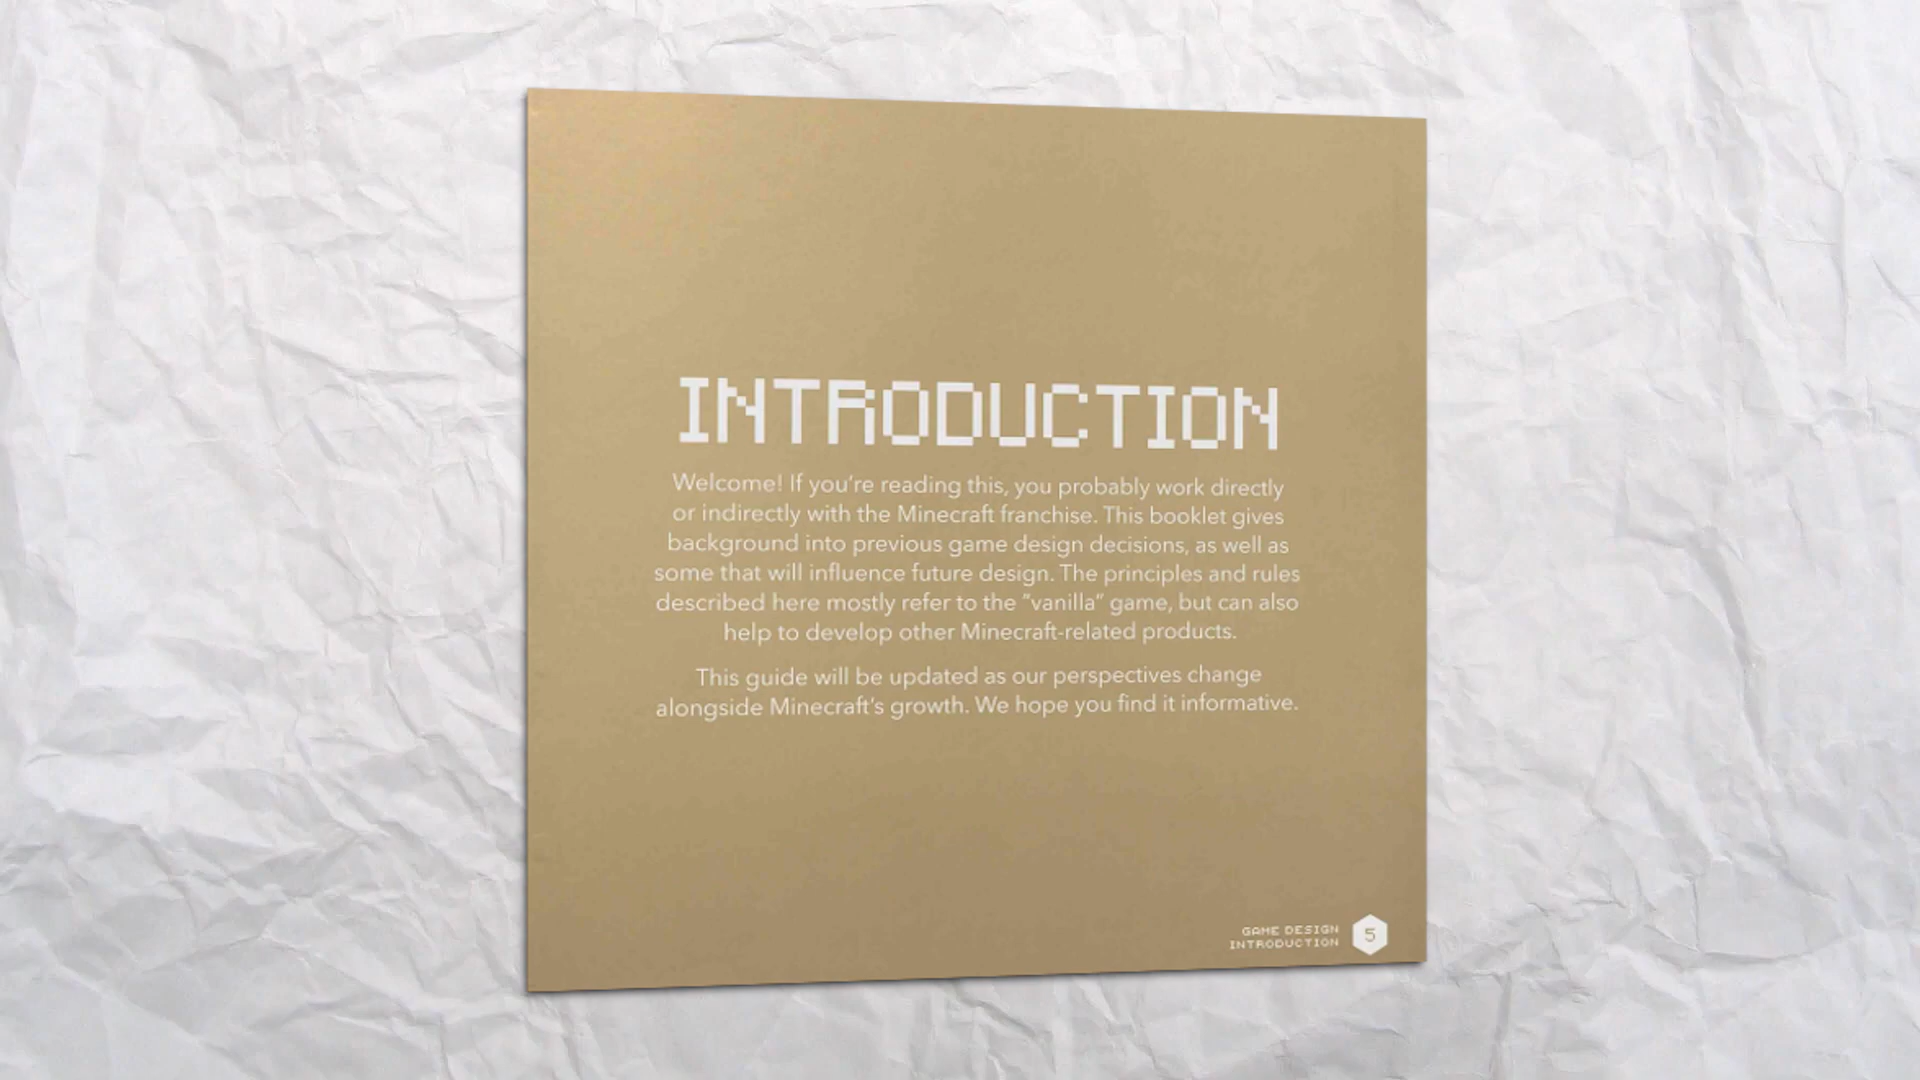 INTRODUCTION
Welcome! If you're reading this, you probably work directly
or indirectly with the Minecraft franchise. This booklet gives
background into previous game design decisions, as well as
some that will influence future design. The principles and rules
described here mostly refer to the "vanilla" game, but can also
help to develop other Minecraft-related products.
This guide will be updated as our perspectives change
alongside Minecraft's growth. We hope you find it informative.
GAME DESIGN
INTRODUCTION
5